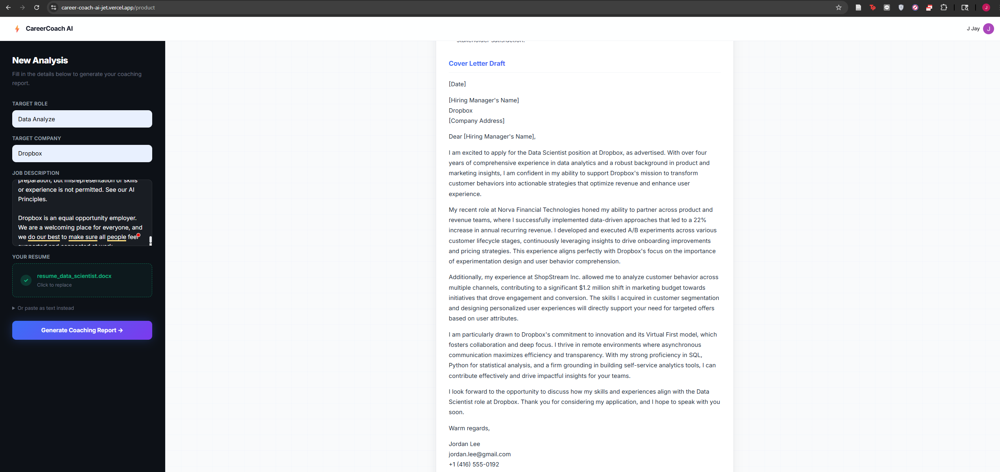 career-coach-ai-jet.vercel.app/product
Tp
J
CareerCoach AI
J Jay
J
New Analysis
Fill in the details below to generate your coaching
report.
TARGET ROLE
Data Analyze
TARGET COMPANY
Dropbox
JOB DESCRIPTION
preparation, but misrepresentation of skills
or experience is not permitted. See our AI
Principles.
Dropbox is an equal opportunity employer.
We are a welcoming place for everyone, and
we do our best to make sure all people feel
supported and connected at work.
YOUR RESUME
resume_data_scientist.docx
Click to replace
Or paste as text instead
Generate Coaching Report →
stakeholder satisfaction.
Cover Letter Draft
[Date]
[Hiring Manager's Name]
Dropbox
[Company Address]
Dear [Hiring Manager's Name],
I am excited to apply for the Data Scientist position at Dropbox, as advertised. With over four
years of comprehensive experience in data analytics and a robust background in product and
marketing insights, I am confident in my ability to support Dropbox's mission to transform
customer behaviors into actionable strategies that optimize revenue and enhance user
experience.
My recent role at Norva Financial Technologies honed my ability to partner across product and
revenue teams, where I successfully implemented data-driven approaches that led to a 22%
increase in annual recurring revenue. I developed and executed A/B experiments across various
customer lifecycle stages, continuously leveraging insights to drive onboarding improvements
and pricing strategies. This experience aligns perfectly with Dropbox's focus on the importance
of experimentation design and user behavior comprehension.
Additionally, my experience at ShopStream Inc. allowed me to analyze customer behavior across
multiple channels, contributing to a significant $1.2 million shift in marketing budget towards
initiatives that drove engagement and conversion. The skills I acquired in customer segmentation
and designing personalized user experiences will directly support your need for targeted offers
based on user attributes.
I am particularly drawn to Dropbox's commitment to innovation and its Virtual First model, which
fosters collaboration and deep focus. I thrive in remote environments where asynchronous
communication maximizes efficiency and transparency. With my strong proficiency in SQL,
Python for statistical analysis, and a firm grounding in building self-service analytics tools, I can
contribute effectively and drive impactful insights for your teams.
I look forward to the opportunity to discuss how my skills and experiences align with the Data
Scientist role at Dropbox. Thank you for considering my application, and I hope to speak with you
soon.
Warm regards,
Jordan Lee
jordan.lee@gmail.com
+1 (416) 555-0192